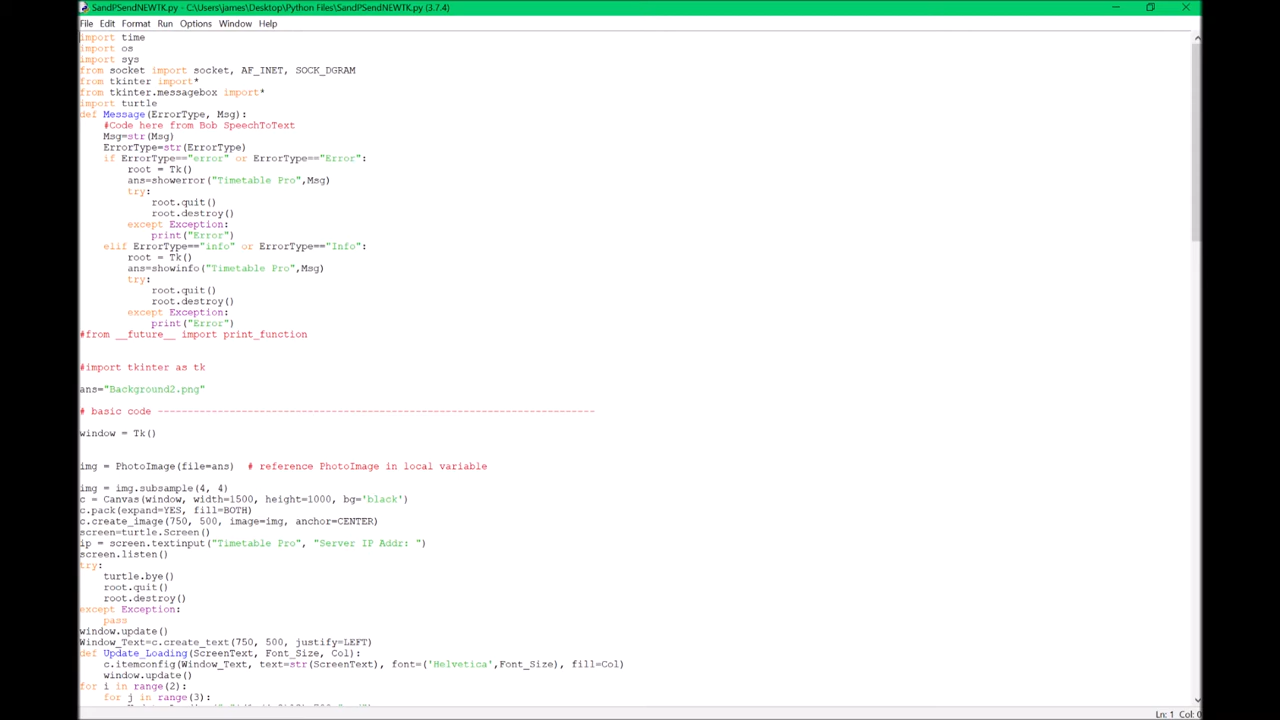 SandPSendNEWTK.py - C:\Users\james\Desktop\Python Files\SandPSendNEWTK.py (3.7.4)
File Edit Format Run Options Window Help
import time
import os
import sys
from socket import socket, AF_INET, SOCK_DGRAM
from tkinter import*
from tkinter.messagebox import*
import turtle
def Message(ErrorType, Msg):
    #Code here from Bob SpeechToText
    Msg=str(Msg)
    ErrorType=str(ErrorType)
    if ErrorType=="error" or ErrorType=="Error":
        root = Tk()
        ans=showerror("Timetable Pro",Msg)
        try:
            root.quit()
            root.destroy()
        except Exception:
            print("Error")
    elif ErrorType=="info" or ErrorType=="Info":
        root = Tk()
        ans=showinfo("Timetable Pro",Msg)
        try:
            root.quit()
            root.destroy()
        except Exception:
            print("Error")
#from __future__ import print_function
#import tkinter as tk
ans="Background2.png"
# basic code -------------------------------------------------------------------------
window = Tk()
img = PhotoImage(file=ans)  # reference PhotoImage in local variable
img = img.subsample(4, 4)
c = Canvas(window, width=1500, height=1000, bg='black')
c.pack(expand=YES, fill=BOTH)
c.create_image(750, 500, image=img, anchor=CENTER)
screen=turtle.Screen()
ip = screen.textinput("Timetable Pro", "Server IP Addr: ")
screen.listen()
try:
    turtle.bye()
    root.quit()
    root.destroy()
except Exception:
    pass
window.update()
Window_Text=c.create_text(750, 500, justify=LEFT)
def Update_Loading(ScreenText, Font_Size, Col):
    c.itemconfig(Window_Text, text=str(ScreenText), font=('Helvetica',Font_Size), fill=Col)
    window.update()
for i in range(2):
    for j in range(3):
Ln: 1 Col: 0